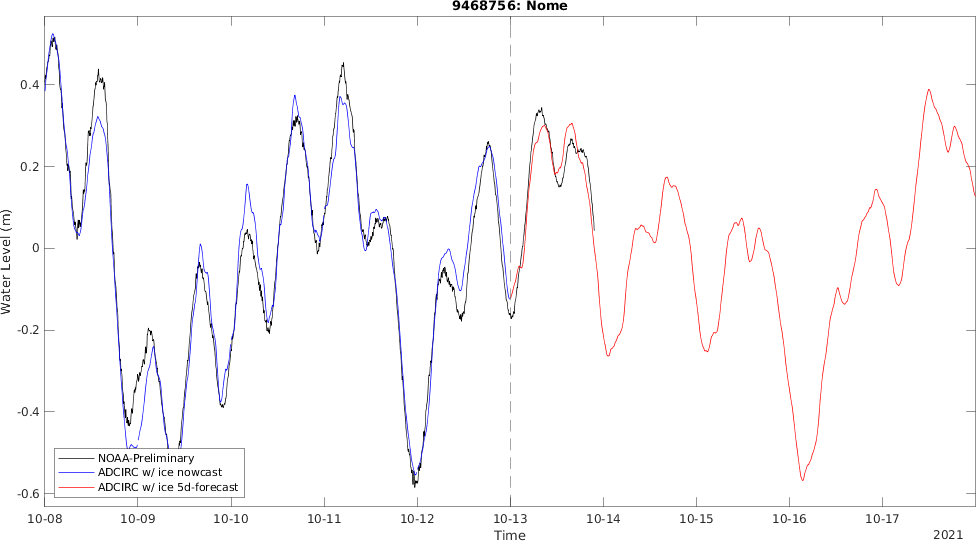 9468756: Nome
Water Level (m)
0.4
0.2
0
-0.2
-0.4
-0.6
NOAA-Preliminary
ADCIRC w/ ice nowcast
ADCIRC w/ ice 5d-forecast
10-08 10-09 10-10 10-11 10-12 10-13 10-14 10-15 10-16 10-17
Time
2021